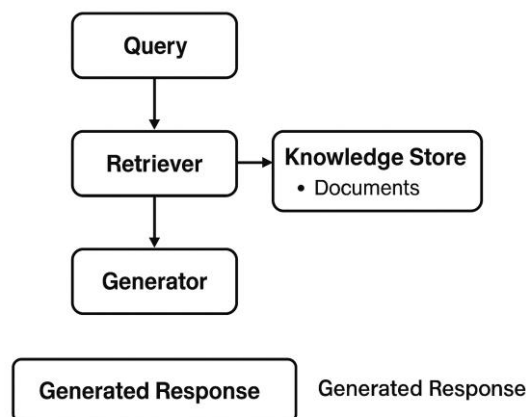 Query
Retriever
Knowledge Store
• Documents
Generator
Generated Response
Generated Response